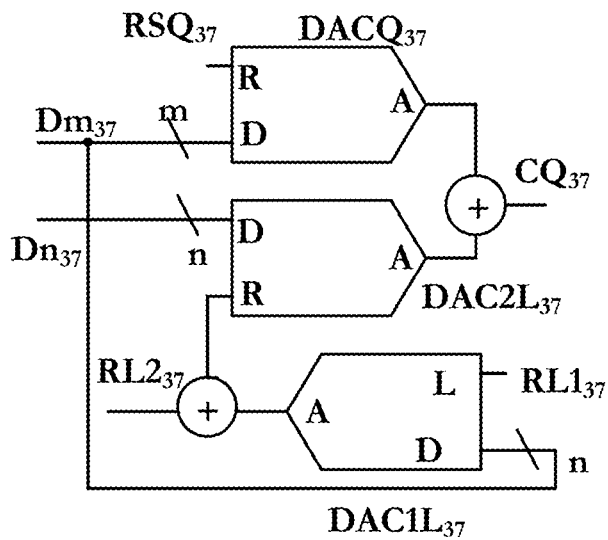 RSQ₃₇ DACQ₃₇
R
A
Dm₃₇ m
D
CQ₃₇
+
D
Dn₃₇ n
A
R
DAC2L₃₇
RL2₃₇
L RL1₃₇
+ A
D
n
DAC1L₃₇